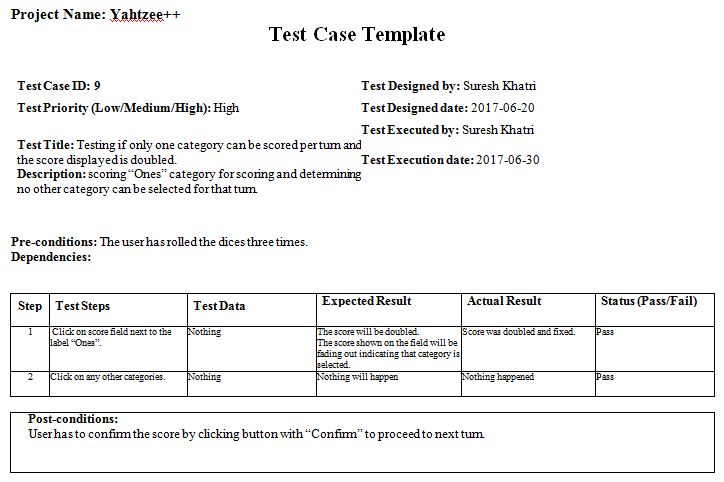 Project Name: Yahtzee++
Test Case Template
Test Case ID: 9
Test Designed by: Suresh Khatri
Test Priority (Low/Medium/High): High
Test Designed date: 2017-06-20
Test Executed by: Suresh Khatri
Test Title: Testing if only one category can be scored per turn and
the score displayed is doubled.
Test Execution date: 2017-06-30
Description: scoring “Ones” category for scoring and determining
no other category can be selected for that turn.
Pre-conditions: The user has rolled the dices three times.
Dependencies:
Step Test Steps Test Data Expected Result Actual Result Status (Pass/Fail)
1 Click on score field next to the Nothing The score will be doubled. Score was doubled and fixed. Pass
label “Ones”. The score shown on the field will be
fading out indicating that category is
selected.
2 Click on any other categories. Nothing Nothing will happen Nothing happened Pass
Post-conditions:
User has to confirm the score by clicking button with “Confirm” to proceed to next turn.